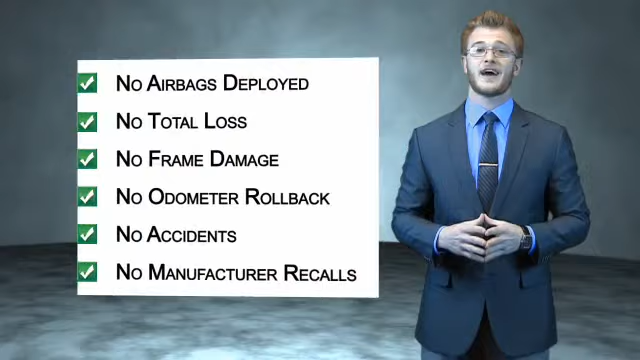 No Airbags Deployed
No Total Loss
No Frame Damage
No Odometer Rollback
No Accidents
No Manufacturer Recalls